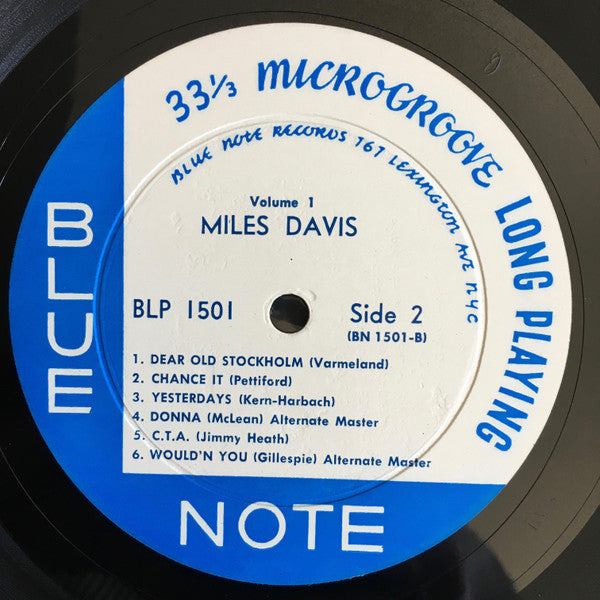 33⅓ MICROGROOVE LONG PLAYING
BLUE NOTE RECORDS 767 LEXINGTON AVE NYC
Volume 1
MILES DAVIS
BLP 1501 Side 2
(BN 1501-B)
1. DEAR OLD STOCKHOLM (Varmeland)
2. CHANCE IT (Pettiford)
3. YESTERDAYS (Kern-Harbach)
4. DONNA (McLean) Alternate Master
5. C.T.A. (Jimmy Heath)
6. WOULD'N YOU (Gillespie) Alternate Master
BLUE
NOTE